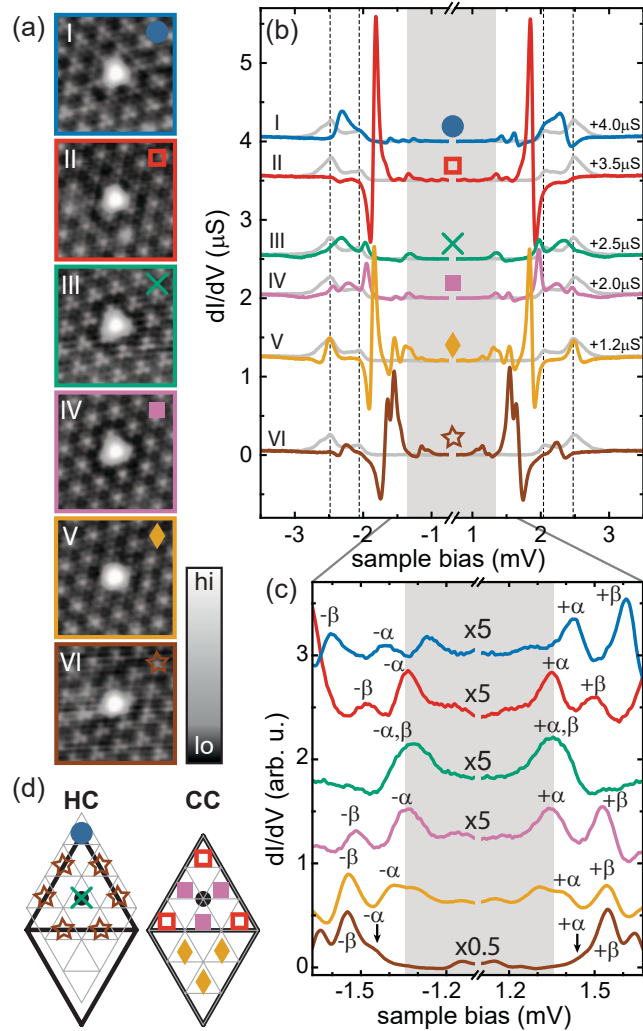 (a)
I
II
III
IV
V
VI
hi
lo
(b)
dI/dV (μS)
5
4
3
2
1
0
I
II
III
IV
V
VI
+4.0μS
+3.5μS
+2.5μS
+2.0μS
+1.2μS
-3
-2
-1
1
2
3
sample bias (mV)
(c)
dI/dV (arb. u.)
3
2
1
0
-β
-α
x5
+α
+β
-α
-β
x5
+α
+β
-α,β
x5
+α,β
-β
-α
x5
+α
+β
-β
-α
+α
+β
-β
-α
x0.5
+α
+β
-1.5
-1.2
1.2
1.5
sample bias (mV)
(d)
HC
CC